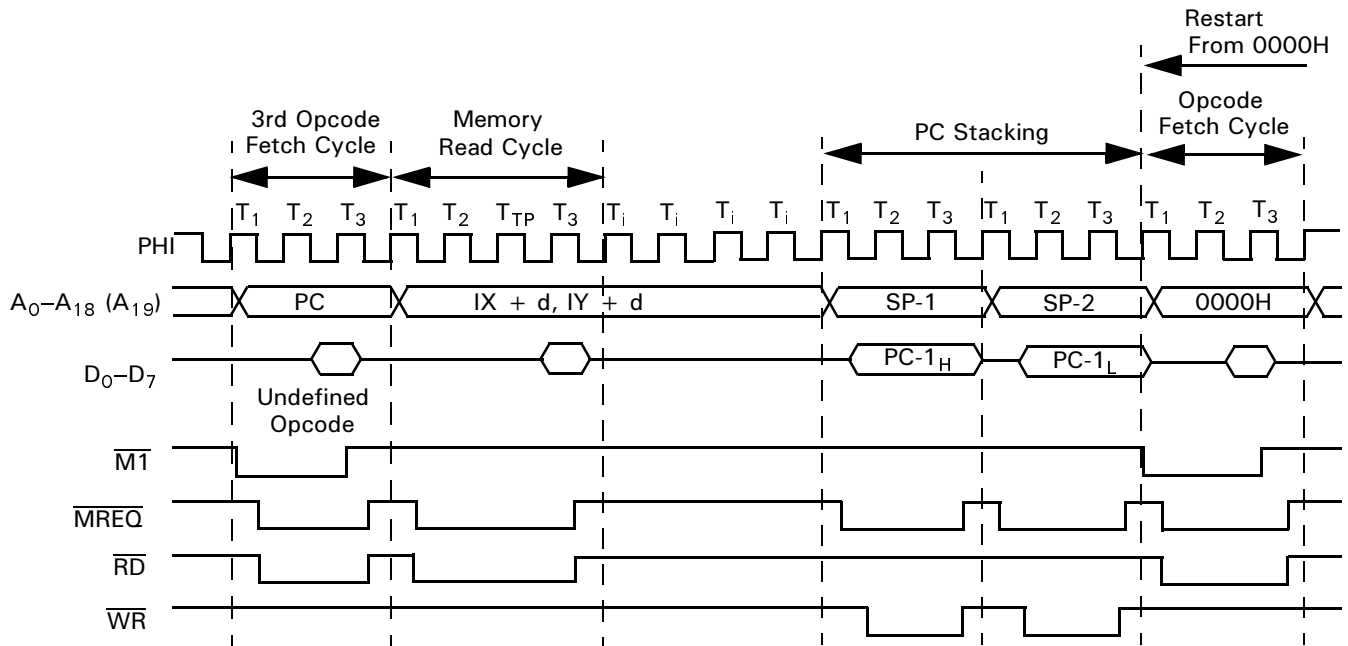 Restart
From 0000H
3rd Opcode
Fetch Cycle
Memory
Read Cycle
PC Stacking
Opcode
Fetch Cycle
T1 T2 T3 T1 T2 TTP T3 Ti Ti Ti Ti T1 T2 T3 T1 T2 T3 T1 T2 T3
PHI
A0–A18 (A19) PC IX + d, IY + d SP-1 SP-2 0000H
D0–D7 PC-1H PC-1L
Undefined
Opcode
M1
MREQ
RD
WR